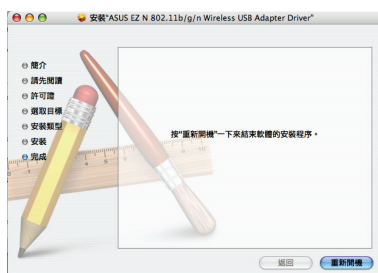 安裝"ASUS EZ N 802.11b/g/n Wireless USB Adapter Driver"
簡介
請先閱讀
許可證
選取目標
安裝類型
安裝
完成
按"重新開機"一下來結束軟體的安裝程序。
返回
重新開機